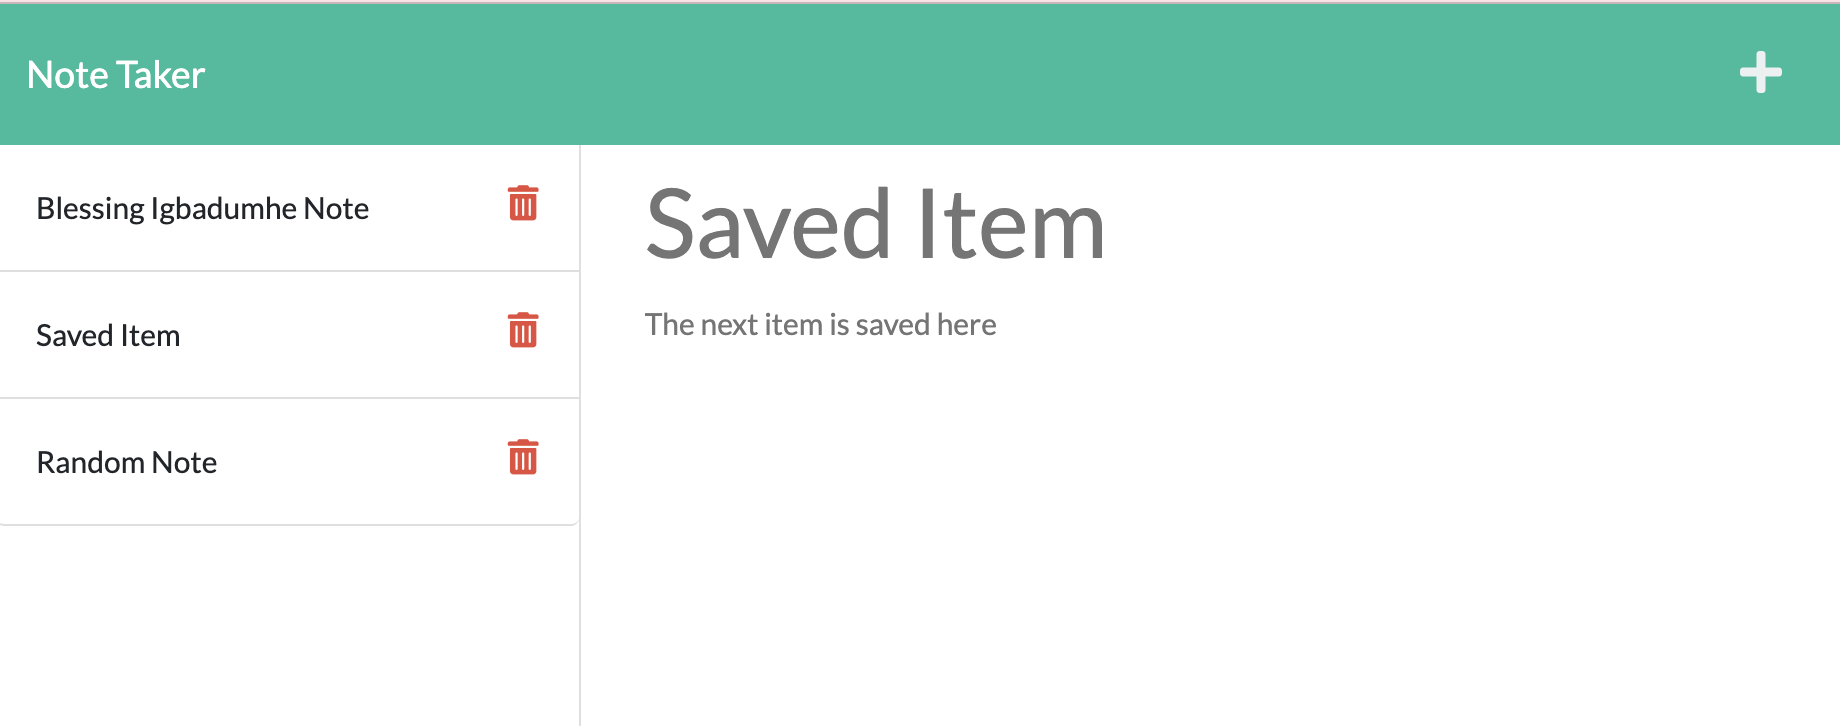 Note Taker
Blessing Igbadumhe Note
Saved Item
Random Note
Saved Item
The next item is saved here